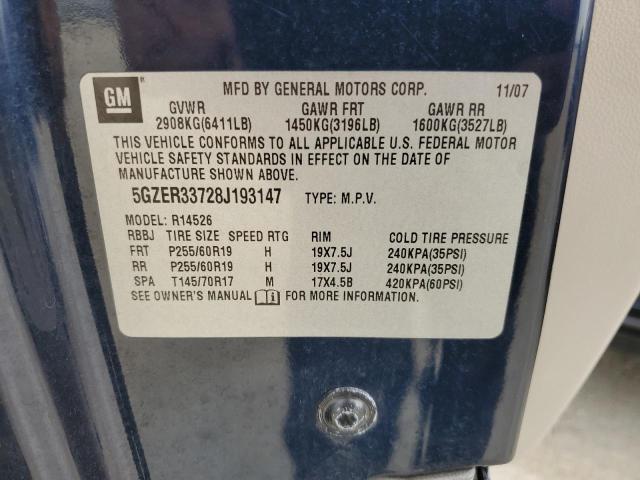 GM MFD BY GENERAL MOTORS CORP. 11/07
GVWR GAWR FRT GAWR RR
2908KG(6411LB) 1450KG(3196LB) 1600KG(3527LB)
THIS VEHICLE CONFORMS TO ALL APPLICABLE U.S. FEDERAL MOTOR
VEHICLE SAFETY STANDARDS IN EFFECT ON THE DATE OF
MANUFACTURE SHOWN ABOVE.
5GZER33728J193147 TYPE: M.P.V.
MODEL: R14526
RBBJ TIRE SIZE SPEED RTG RIM COLD TIRE PRESSURE
FRT P255/60R19 H 19X7.5J 240KPA(35PSI)
RR P255/60R19 H 19X7.5J 240KPA(35PSI)
SPA T145/70R17 M 17X4.5B 420KPA(60PSI)
SEE OWNER'S MANUAL FOR MORE INFORMATION